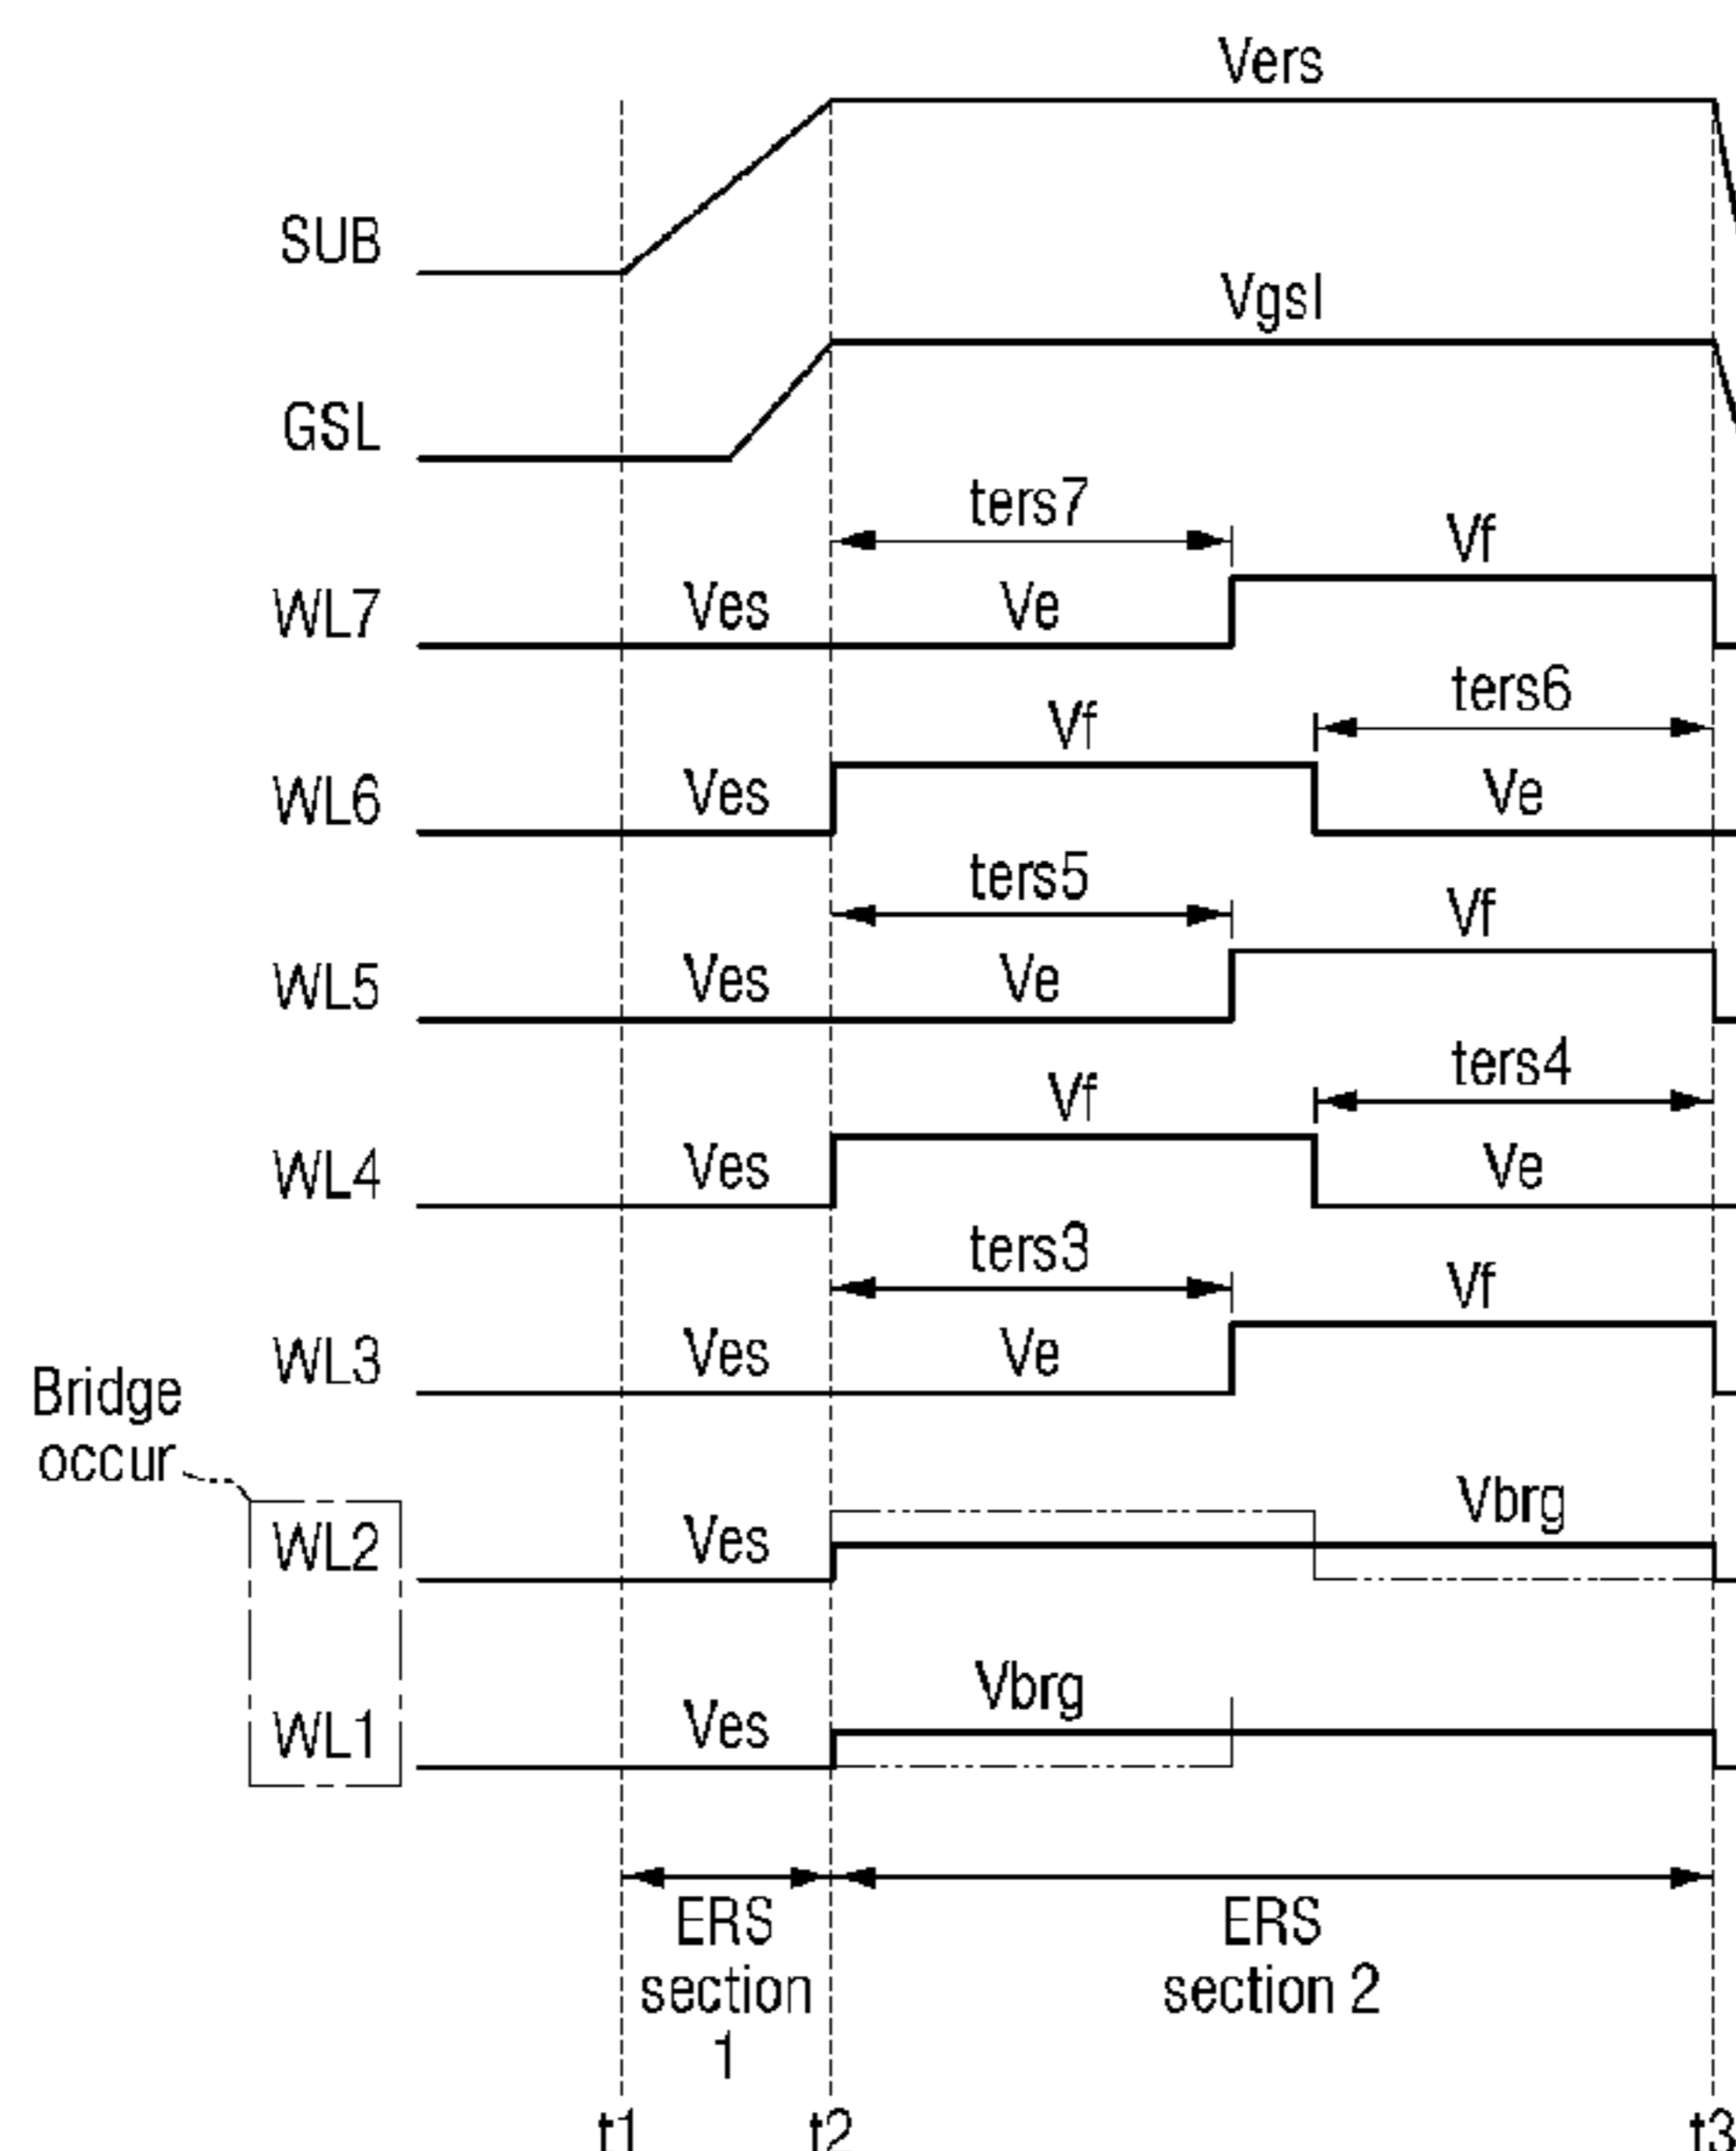 Vers
SUB
Vgsl
GSL
ters7
Vf
WL7 Ves Ve
ters6
Vf
WL6 Ves Ve
ters5
Vf
WL5 Ves Ve
ters4
Vf
WL4 Ves Ve
ters3
Vf
WL3 Ves Ve
Bridge
occur
Vbrg
WL2 Ves
Vbrg
WL1 Ves
ERS
section
1
ERS
section 2
t1 t2 t3